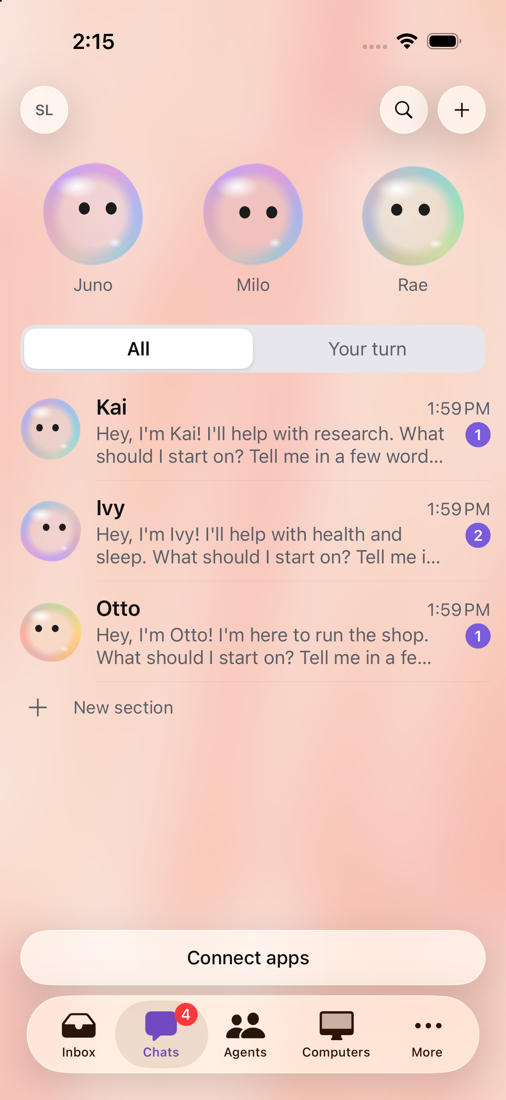 2:15
SL
Juno
Milo
Rae
All
Your turn
Kai
1:59 PM
Hey, I'm Kai! I'll help with research. What
1
should I start on? Tell me in a few word...
Ivy
1:59 PM
Hey, I'm Ivy! I'll help with health and
2
sleep. What should I start on? Tell me i...
Otto
1:59 PM
Hey, I'm Otto! I'm here to run the shop.
1
What should I start on? Tell me in a fe...
New section
Connect apps
4
Inbox
Chats
Agents
Computers
More